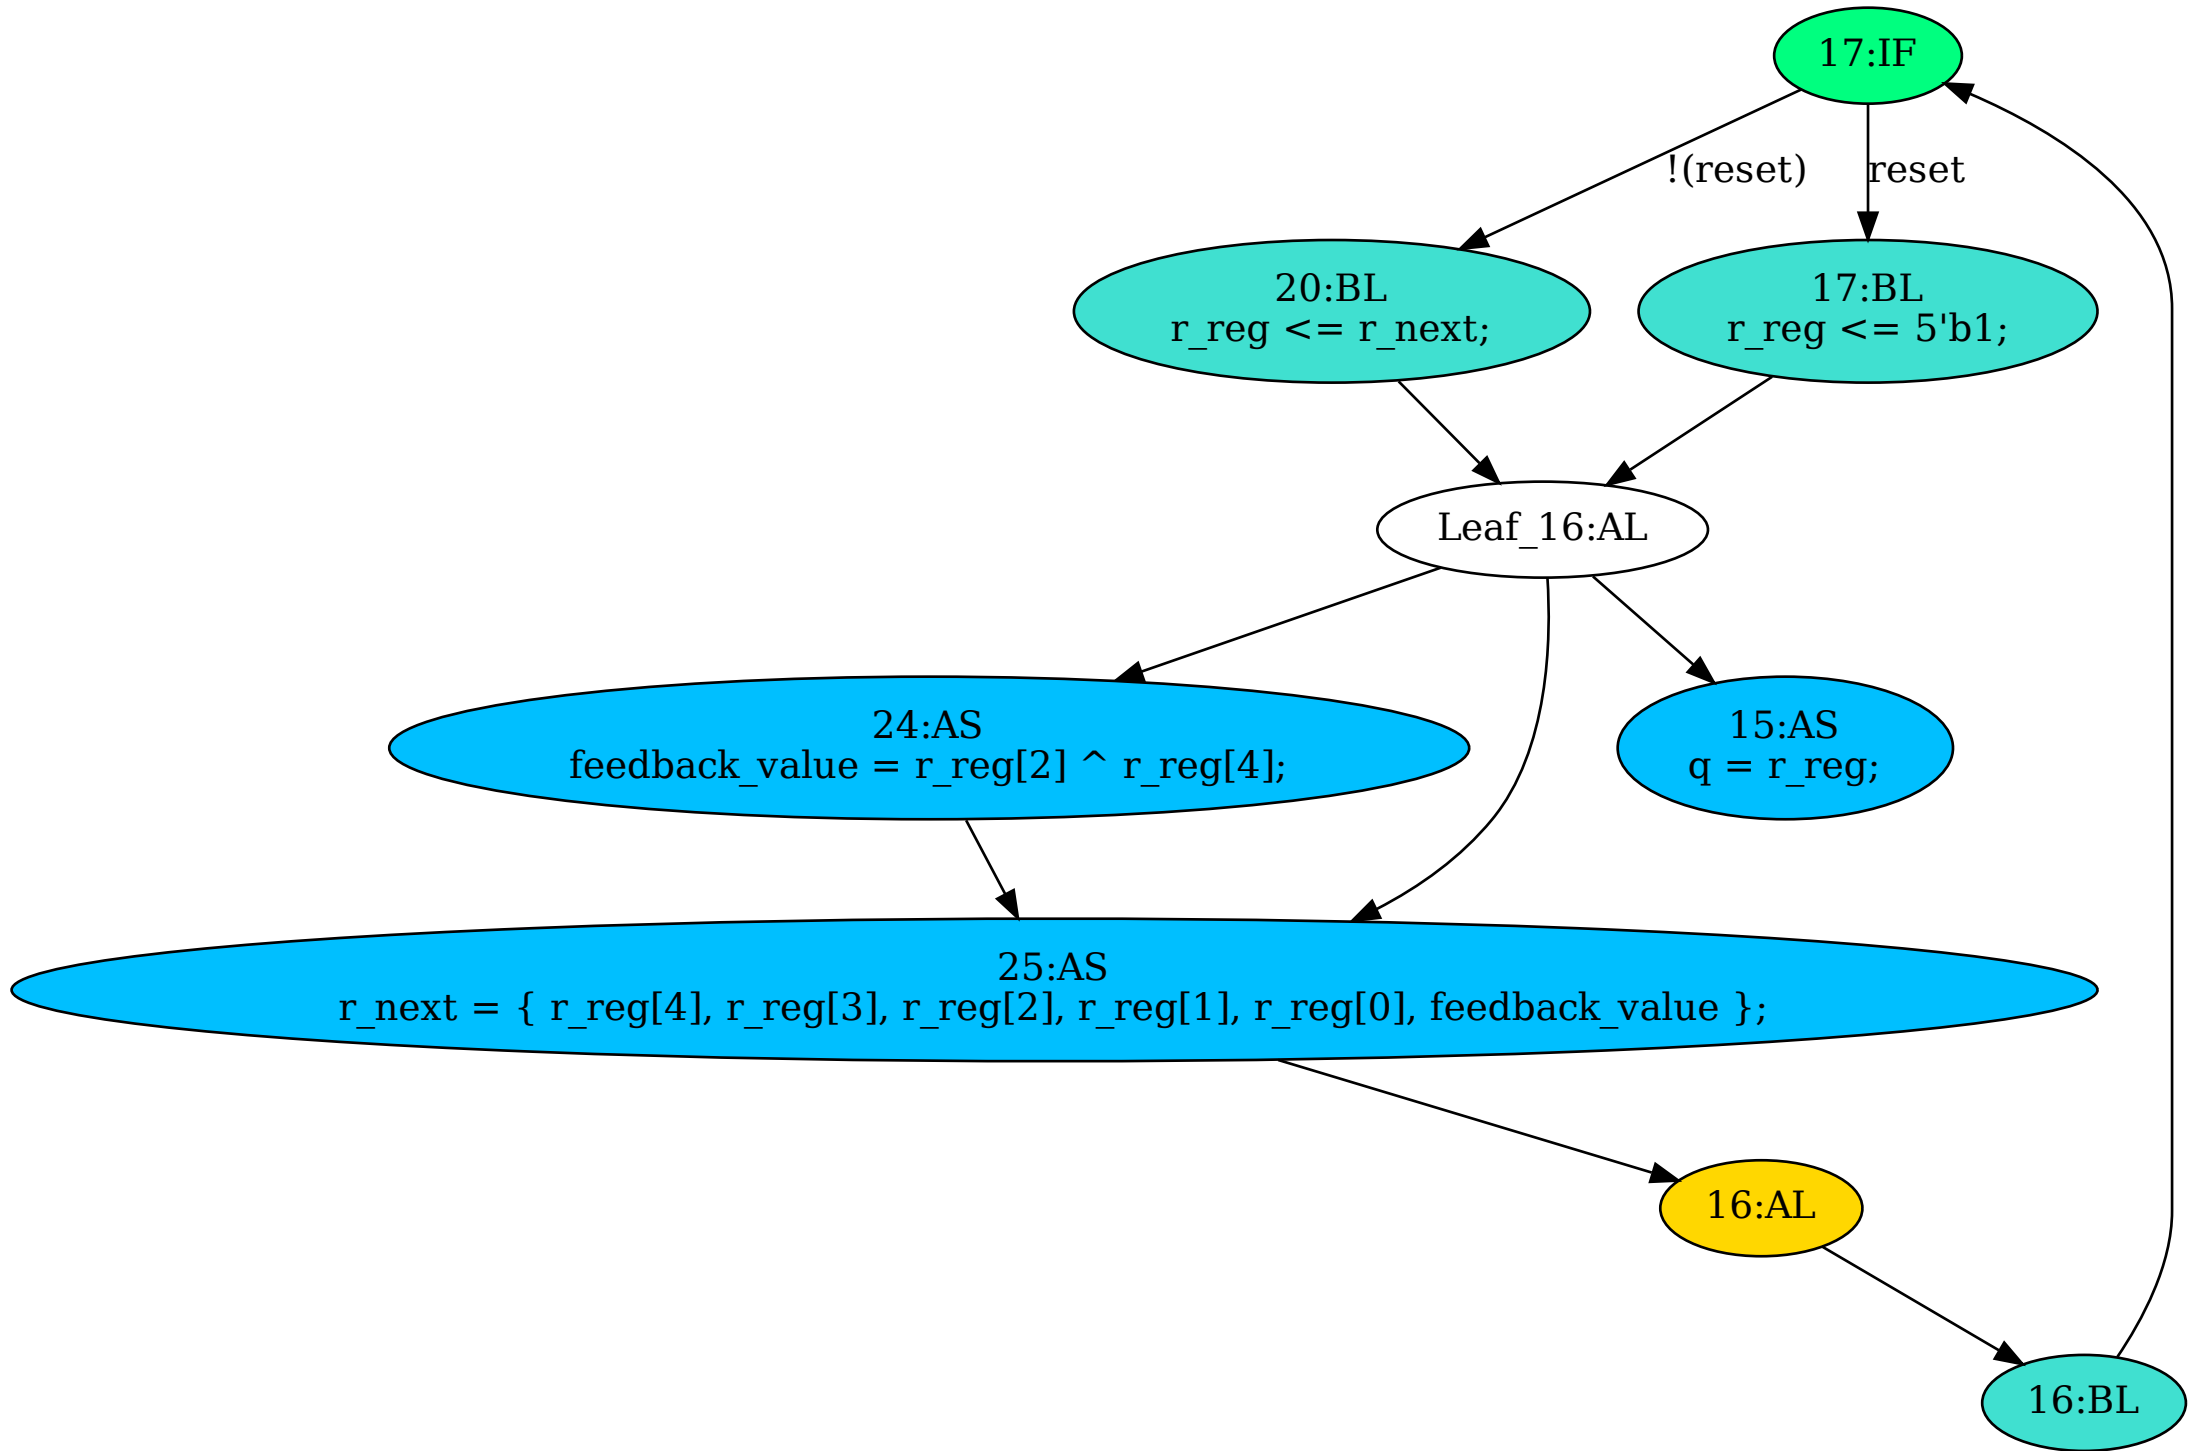 17:IF
!(reset)
reset
20:BL
r_reg <= r_next;
17:BL
r_reg <= 5'b1;
Leaf_16:AL
24:AS
feedback_value = r_reg[2] ^ r_reg[4];
15:AS
q = r_reg;
25:AS
r_next = { r_reg[4], r_reg[3], r_reg[2], r_reg[1], r_reg[0], feedback_value };
16:AL
16:BL